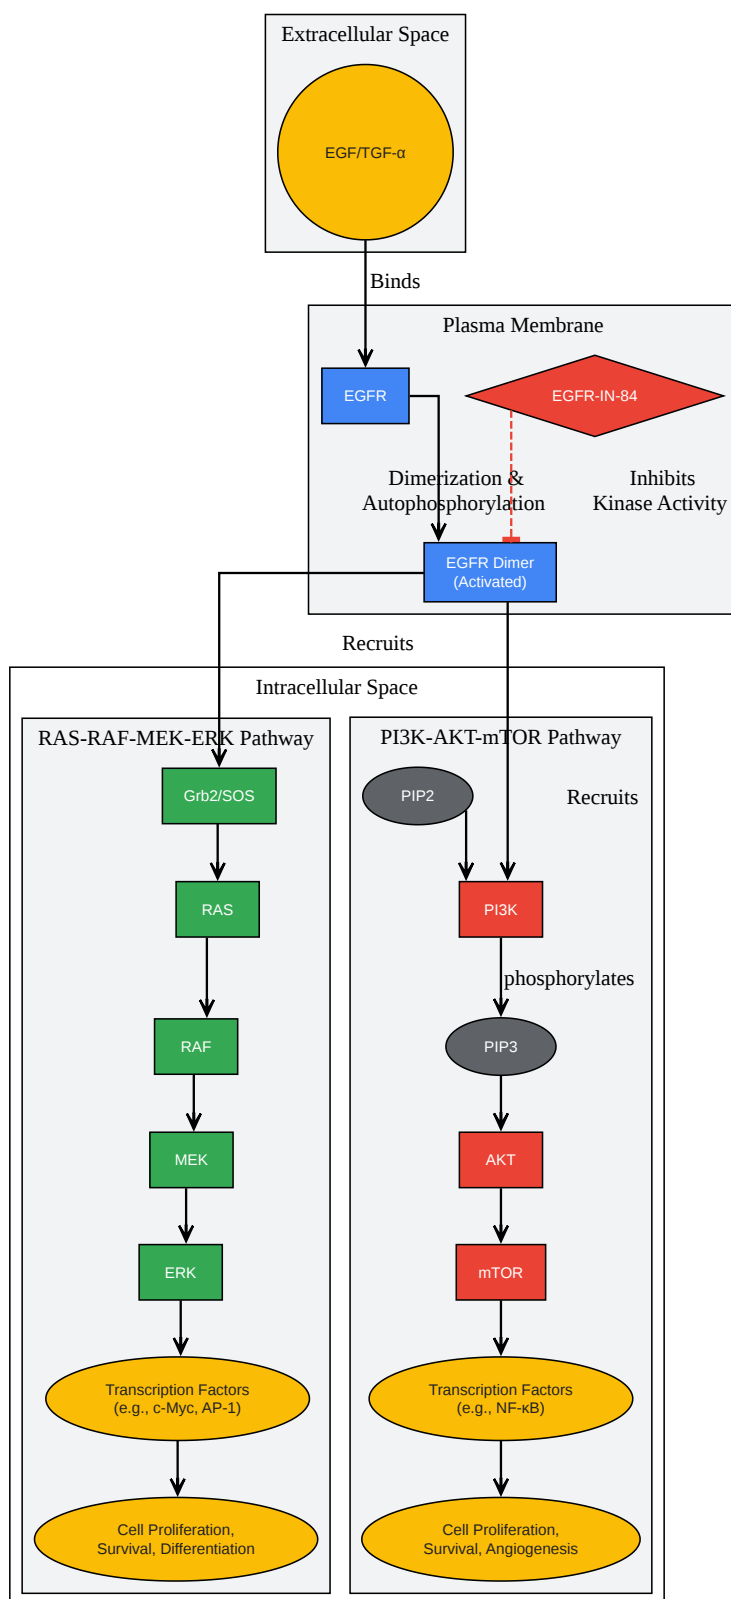 Extracellular Space
EGF/TGF-α
Binds
Plasma Membrane
EGFR
EGFR-IN-84
Dimerization &
Autophosphorylation
Inhibits
Kinase Activity
EGFR Dimer
(Activated)
Recruits
Intracellular Space
RAS-RAF-MEK-ERK Pathway
Grb2/SOS
RAS
RAF
MEK
ERK
Transcription Factors
(e.g., c-Myc, AP-1)
Cell Proliferation,
Survival, Differentiation
PI3K-AKT-mTOR Pathway
PIP2
Recruits
PI3K
phosphorylates
PIP3
AKT
mTOR
Transcription Factors
(e.g., NF-κB)
Cell Proliferation,
Survival, Angiogenesis